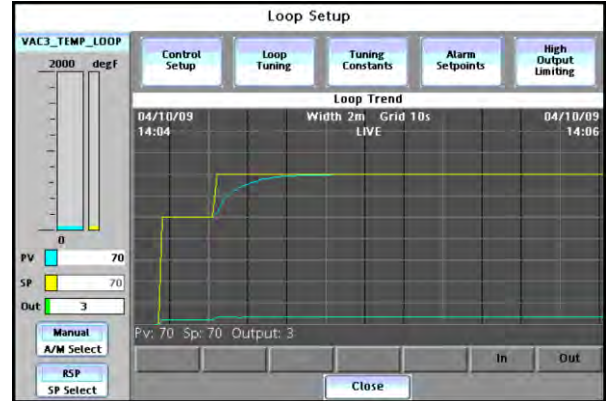 Loop Setup
VAC3_TEMP_LOOP
2000 degF
0
PV 70
SP 70
Out 3
Manual
A/M Select
RSP
SP Select
Control
Setup
Loop
Tuning
Tuning
Constants
Alarm
Setpoints
High
Output
Limiting
Loop Trend
04/10/09 Width 2m Grid 10s 04/10/09
14:04 LIVE 14:06
Pv: 70 Sp: 70 Output: 3
In Out
Close